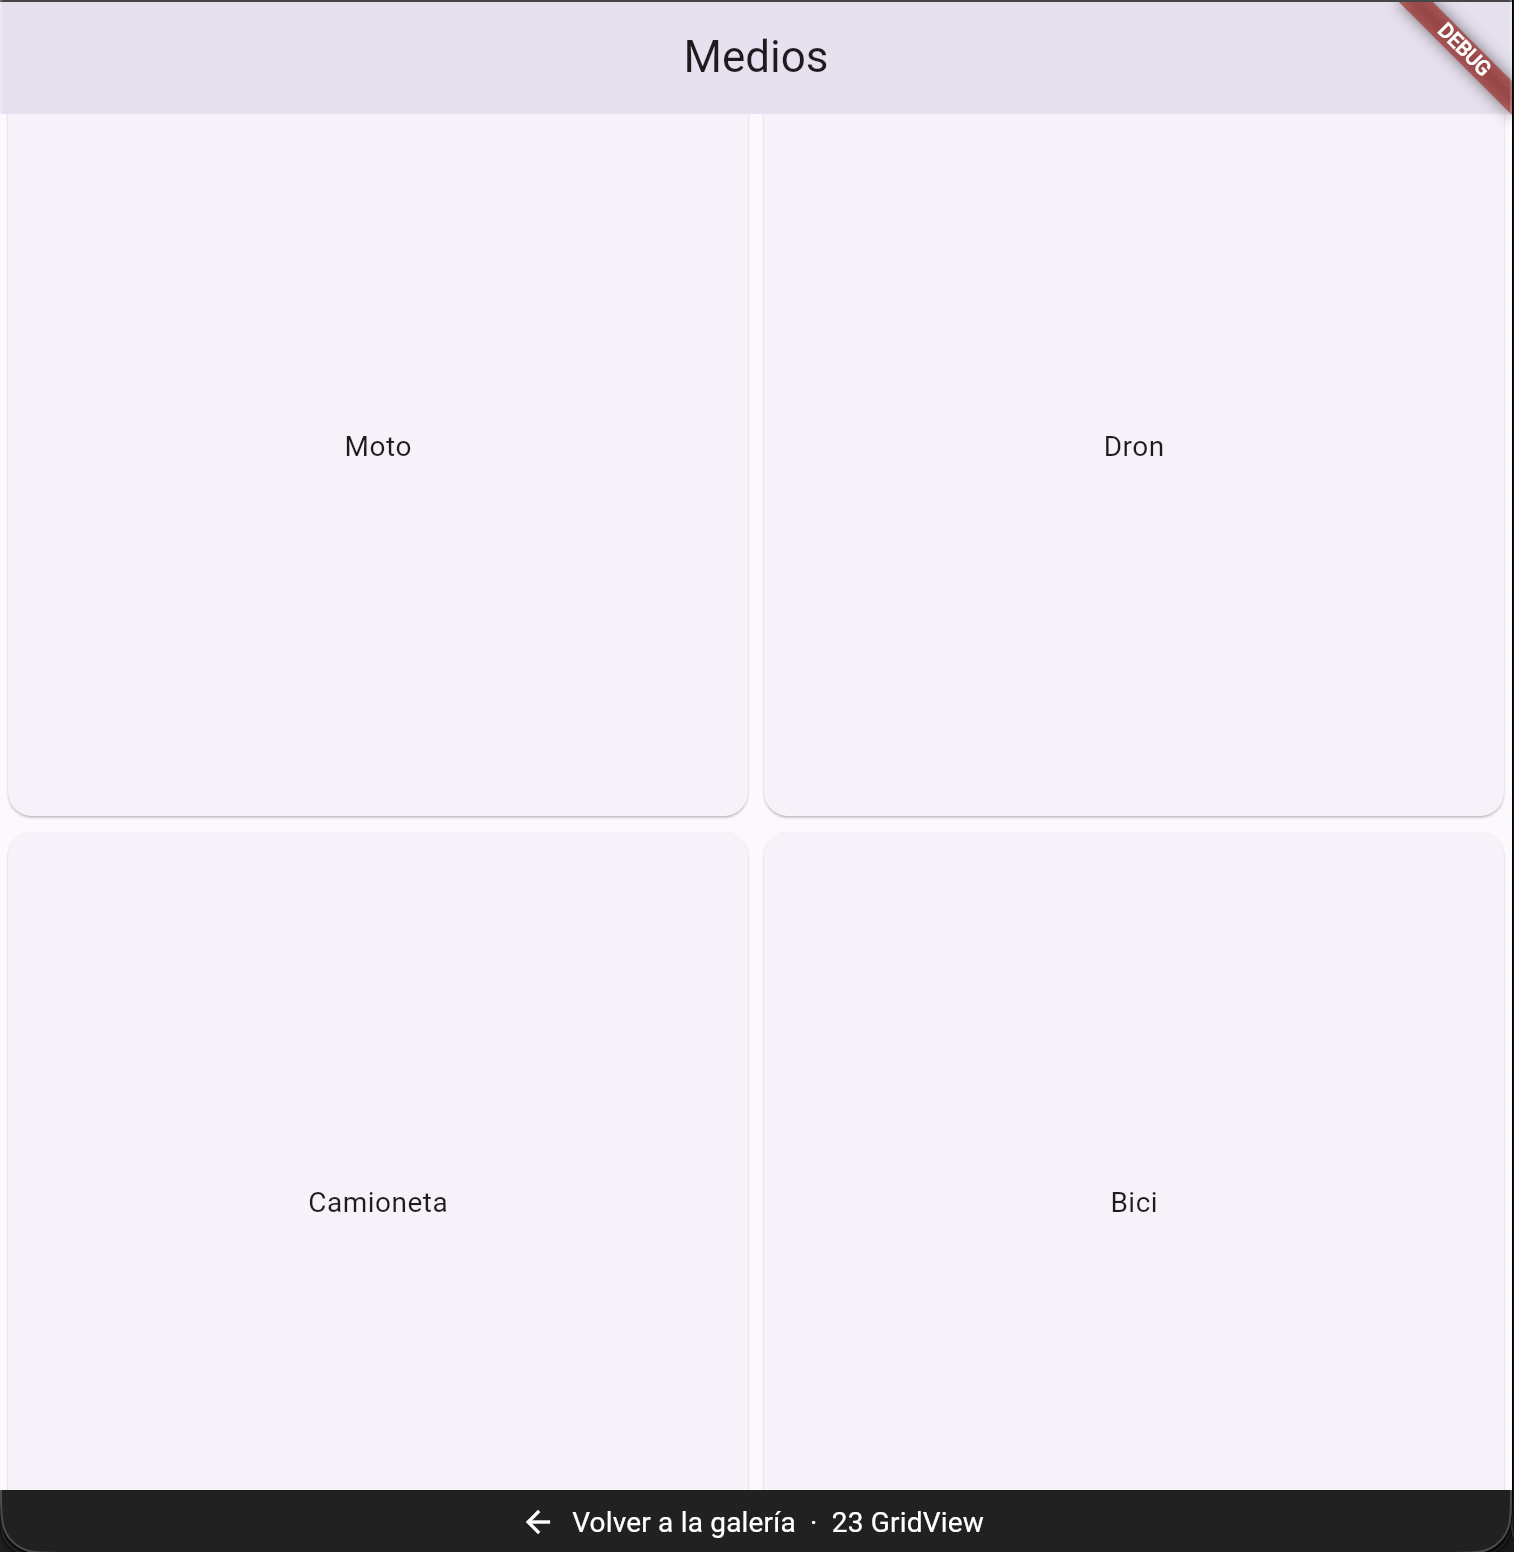 Medios
DEBUG
Moto
Dron
Camioneta
Bici
Volver a la galería · 23 GridView